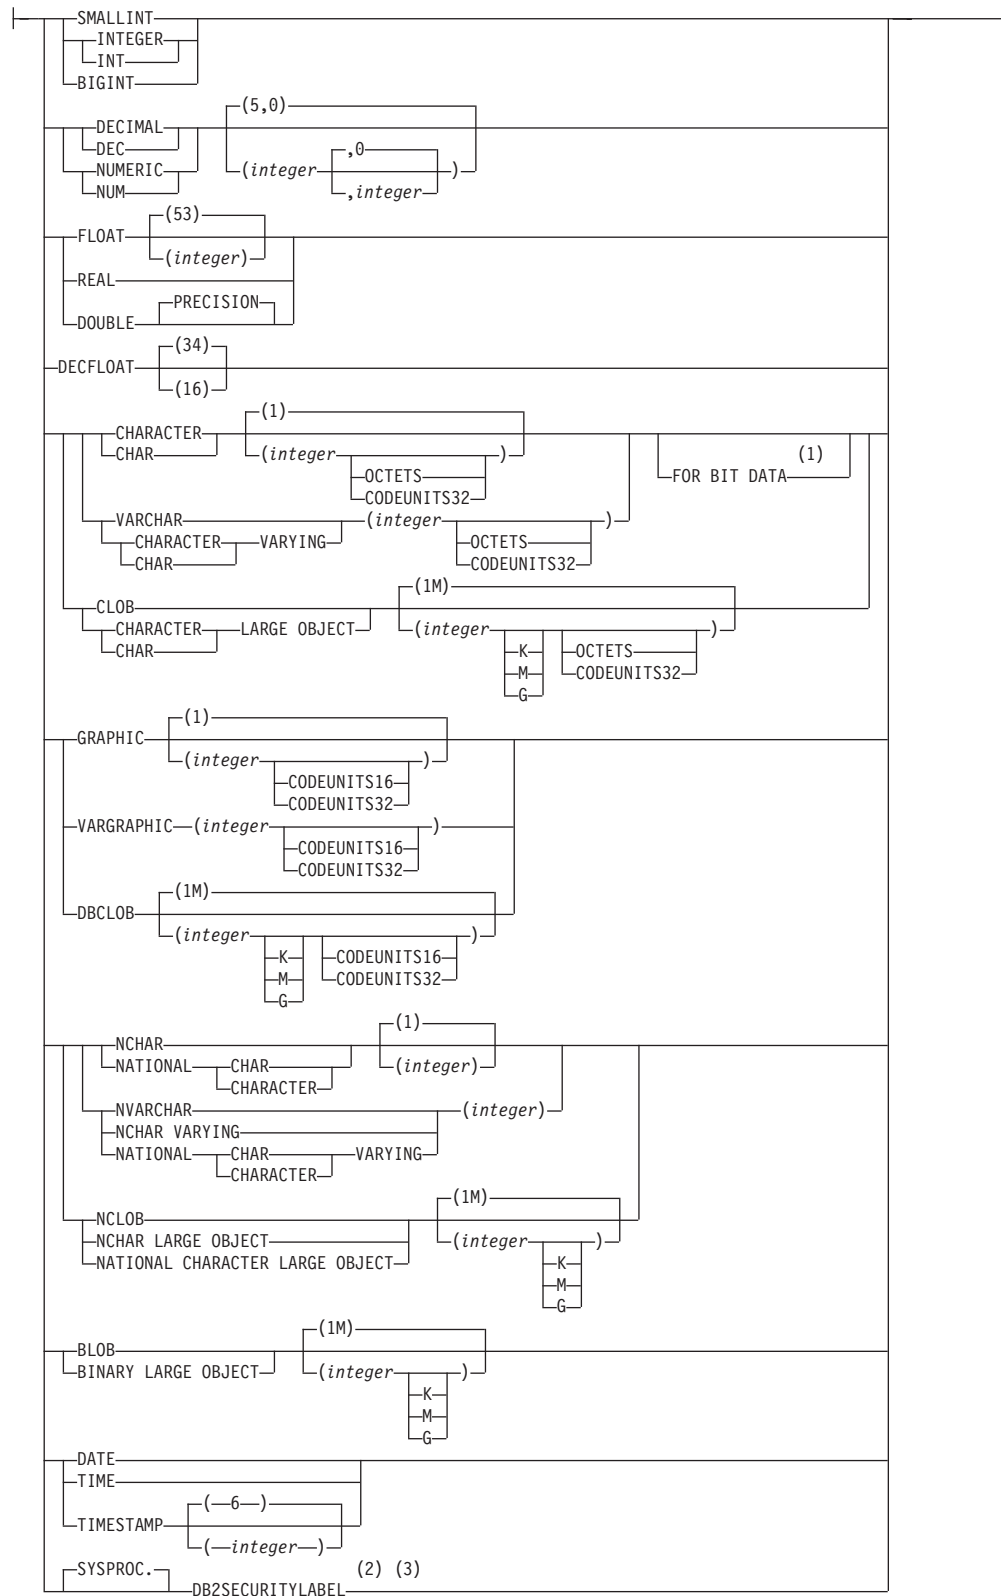 SMALLINT
INTEGER
INT
BIGINT
(5,0)
DECIMAL
DEC ,0
NUMERIC (integer )
NUM ,integer
(53)
FLOAT
(integer)
REAL
PRECISION
DOUBLE
(34)
DECFLOAT
(16)
(1)
CHARACTER (1)
CHAR (integer )
OCTETS FOR BIT DATA
CODEUNITS32
VARCHAR (integer )
CHARACTER VARYING OCTETS
CHAR CODEUNITS32
(1M)
CLOB
CHARACTER LARGE OBJECT (integer )
CHAR K OCTETS
M CODEUNITS32
G
(1)
GRAPHIC
(integer )
CODEUNITS16
CODEUNITS32
VARGRAPHIC (integer )
CODEUNITS16
CODEUNITS32
(1M)
DBCLOB
(integer )
K CODEUNITS16
M CODEUNITS32
G
(1)
NCHAR
NATIONAL CHAR (integer)
CHARACTER
NVARCHAR (integer)
NCHAR VARYING
NATIONAL CHAR VARYING
CHARACTER
(1M)
NCLOB
NCHAR LARGE OBJECT (integer )
NATIONAL CHARACTER LARGE OBJECT K
M
G
(1M)
BLOB
BINARY LARGE OBJECT (integer )
K
M
G
DATE
TIME
( 6 )
TIMESTAMP
( integer )
SYSPROC. (2) (3)
DB2SECURITYLABEL